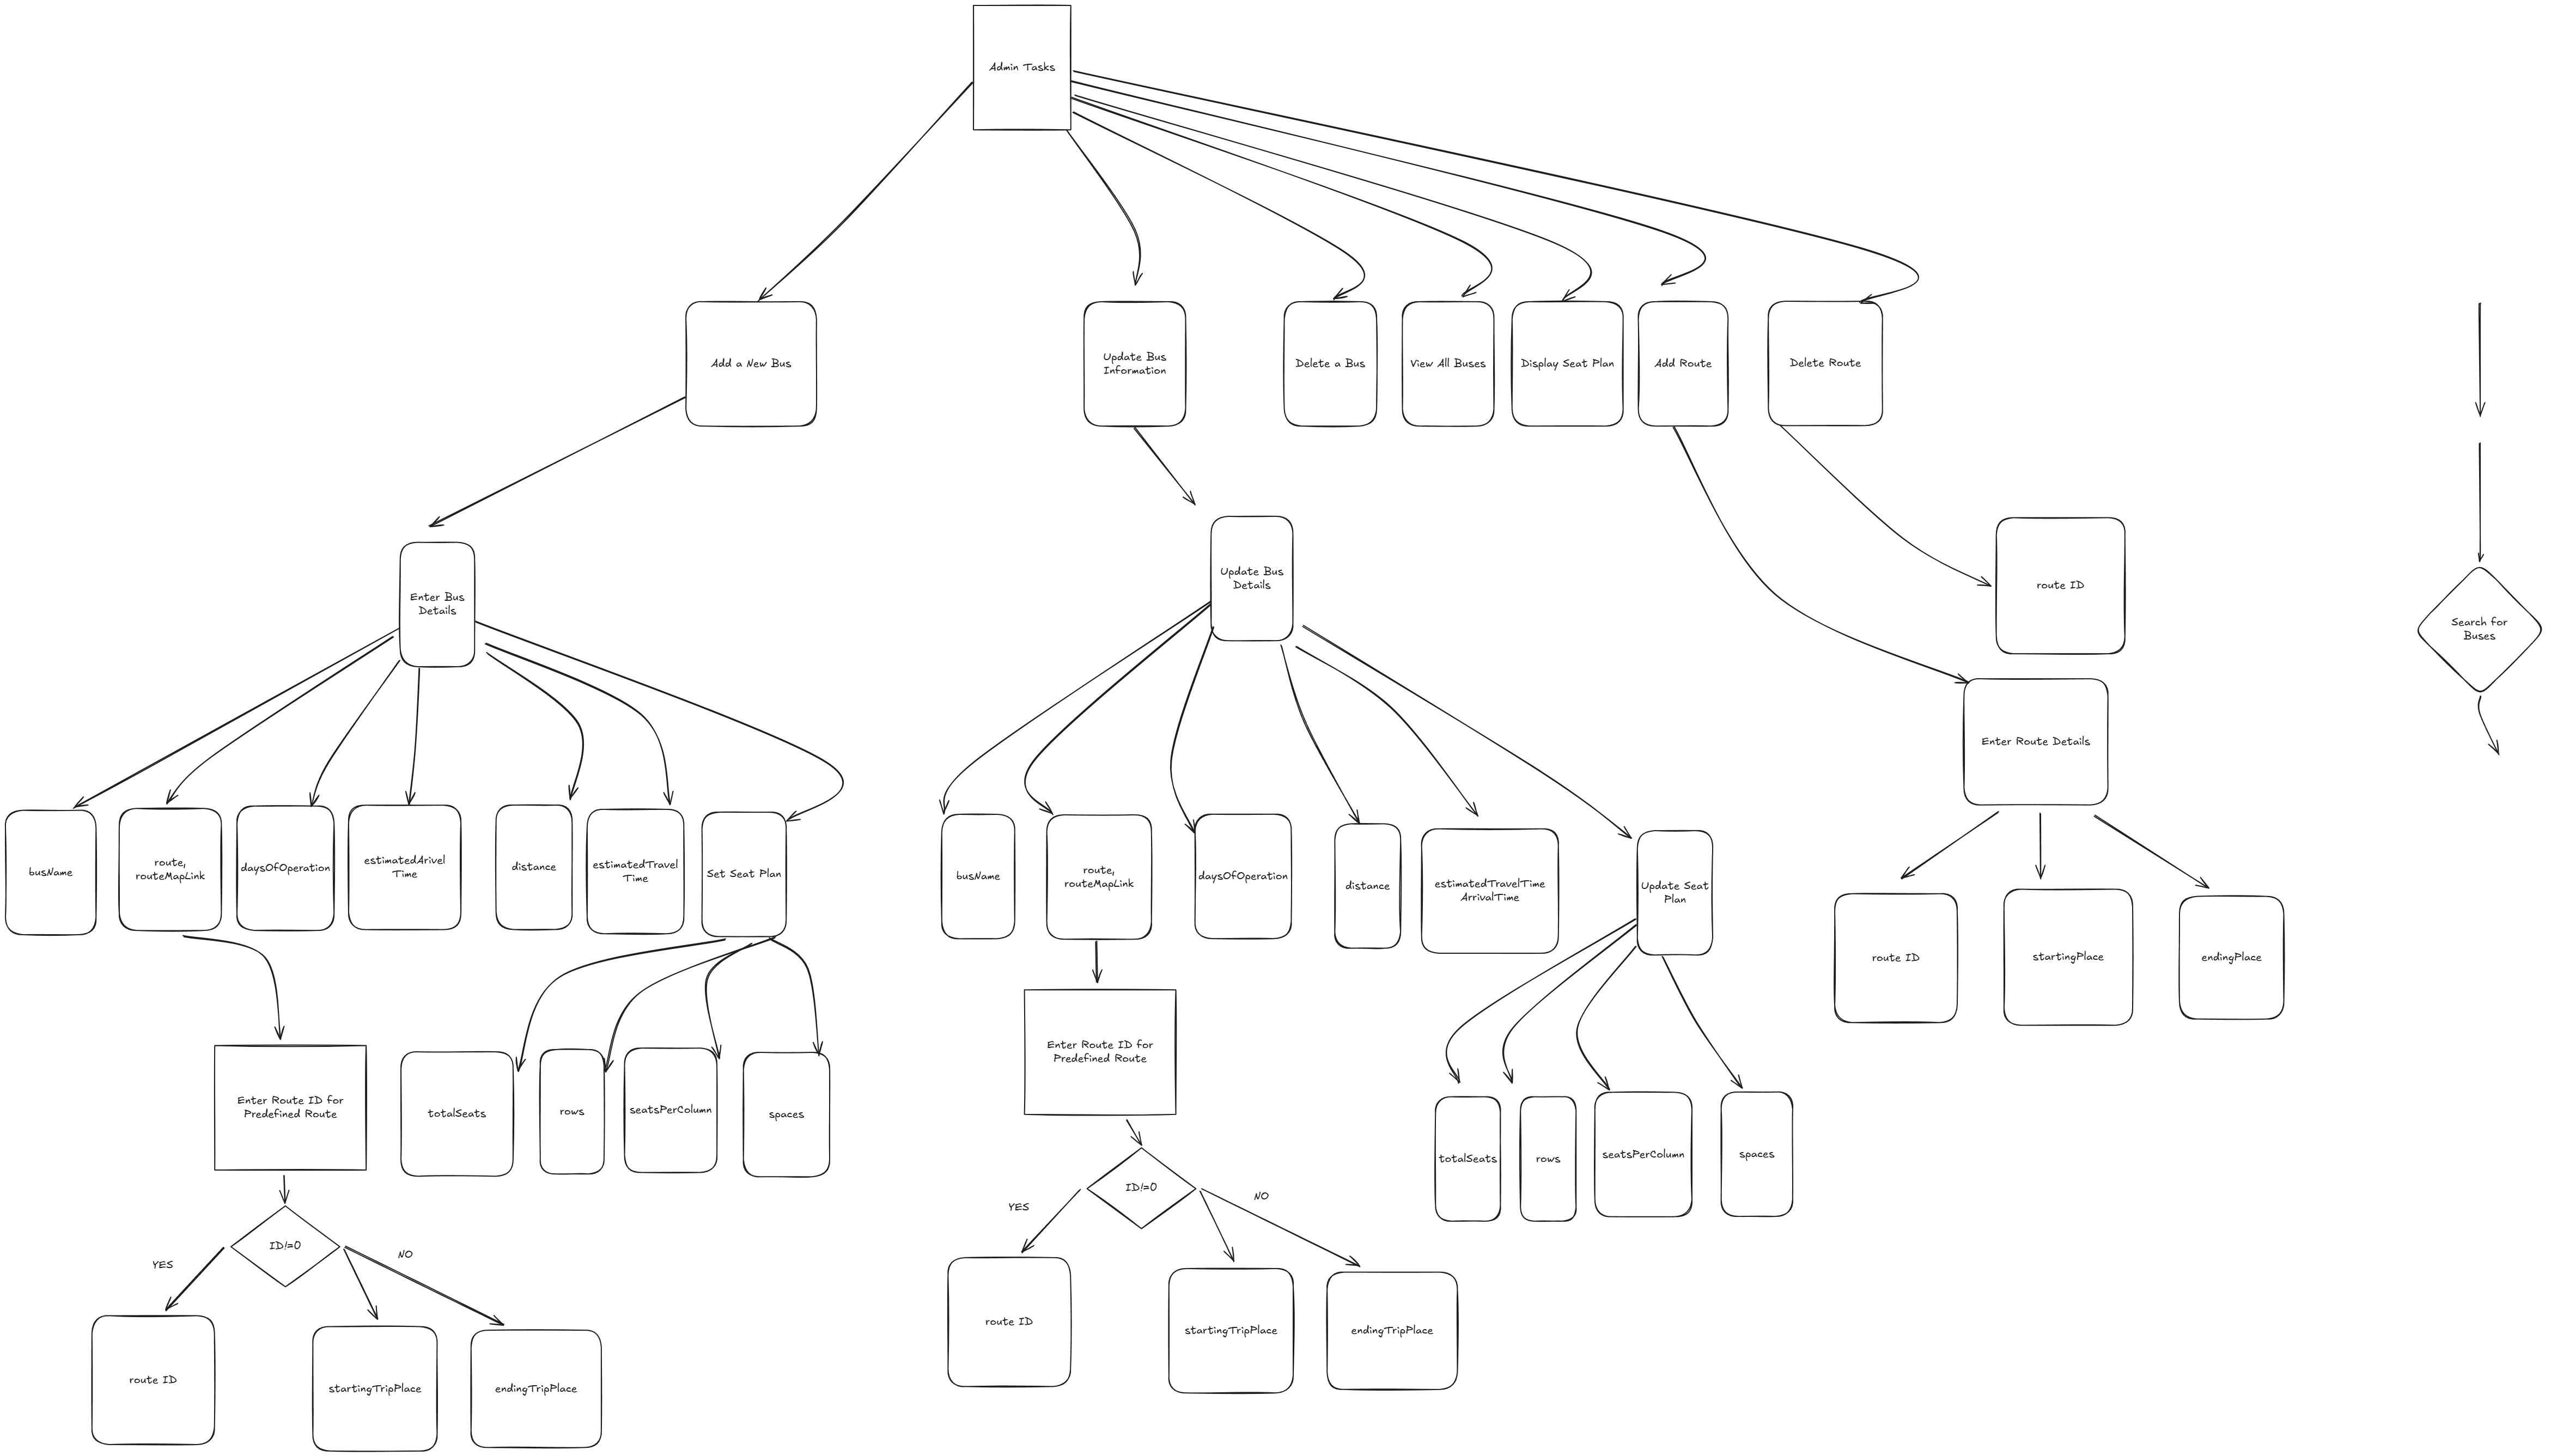 Admin Tasks
Add a New Bus
Update Bus
Information
Delete a Bus
View All Buses
Display Seat Plan
Add Route
Delete Route
Enter Bus
Details
Update Bus
Details
route ID
Search for
Buses
Enter Route Details
busName
route,
routeMapLink
daysOfOperation
estimatedArivel
Time
distance
estimatedTravel
Time
Set Seat Plan
busName
route,
routeMapLink
daysOfOperation
distance
estimatedTravelTime
ArrivalTime
Update Seat
Plan
route ID
startingPlace
endingPlace
Enter Route ID for
Predefined Route
totalSeats
rows
seatsPerColumn
spaces
Enter Route ID for
Predefined Route
totalSeats
rows
seatsPerColumn
spaces
ID!=0
YES
NO
route ID
startingTripPlace
endingTripPlace
ID!=0
YES
NO
route ID
startingTripPlace
endingTripPlace